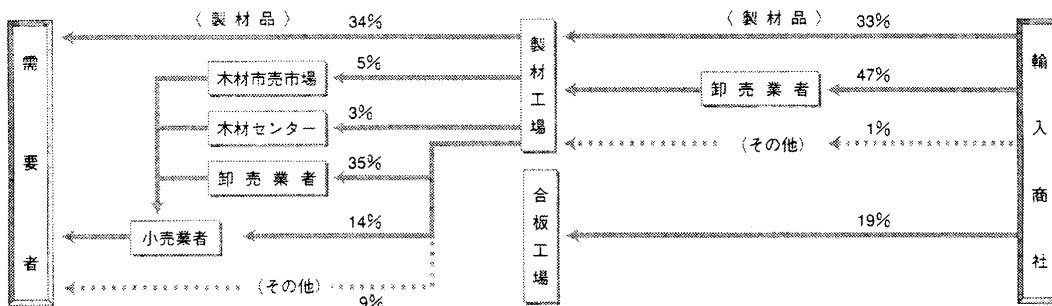 〈製材品〉
34%
〈製材品〉
33%
需要者
製材工場
輸入商社
木材市売市場
5%
卸売業者
47%
木材センター
3%
(その他)
1%
卸売業者
35%
合板工場
小売業者
14%
19%
(その他)
9%